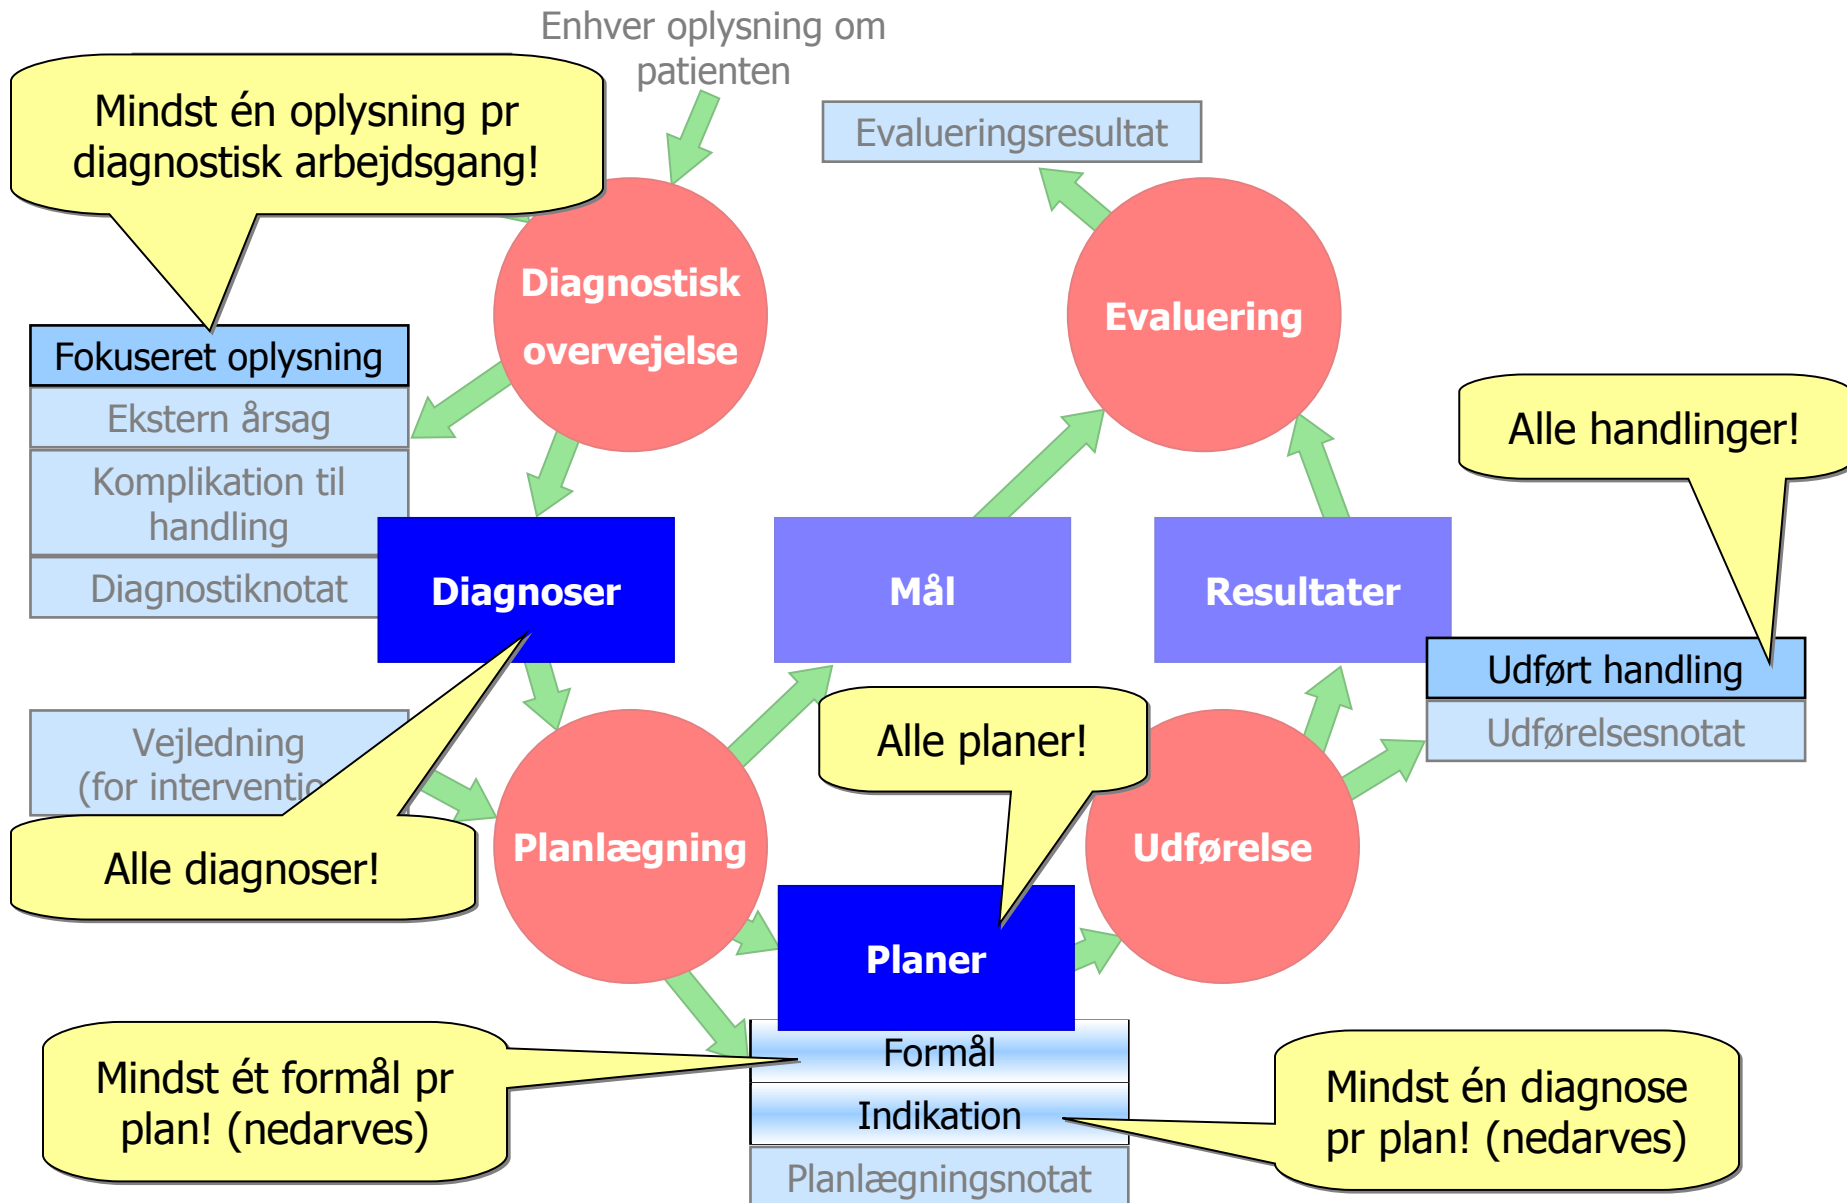 Enhver oplysning om
patienten
Mindst én oplysning pr
diagnostisk arbejdsgang!
Evalueringsresultat
Diagnostisk
overvejelse
Evaluering
Fokuseret oplysning
Ekstern årsag
Komplikation til
handling
Diagnostiknotat
Alle handlinger!
Diagnoser
Mål
Resultater
Udført handling
Udførelsesnotat
Vejledning
(for interventio
Alle planer!
Alle diagnoser!
Planlægning
Udførelse
Planer
Formål
Indikation
Planlægningsnotat
Mindst ét formål pr
plan! (nedarves)
Mindst én diagnose
pr plan! (nedarves)